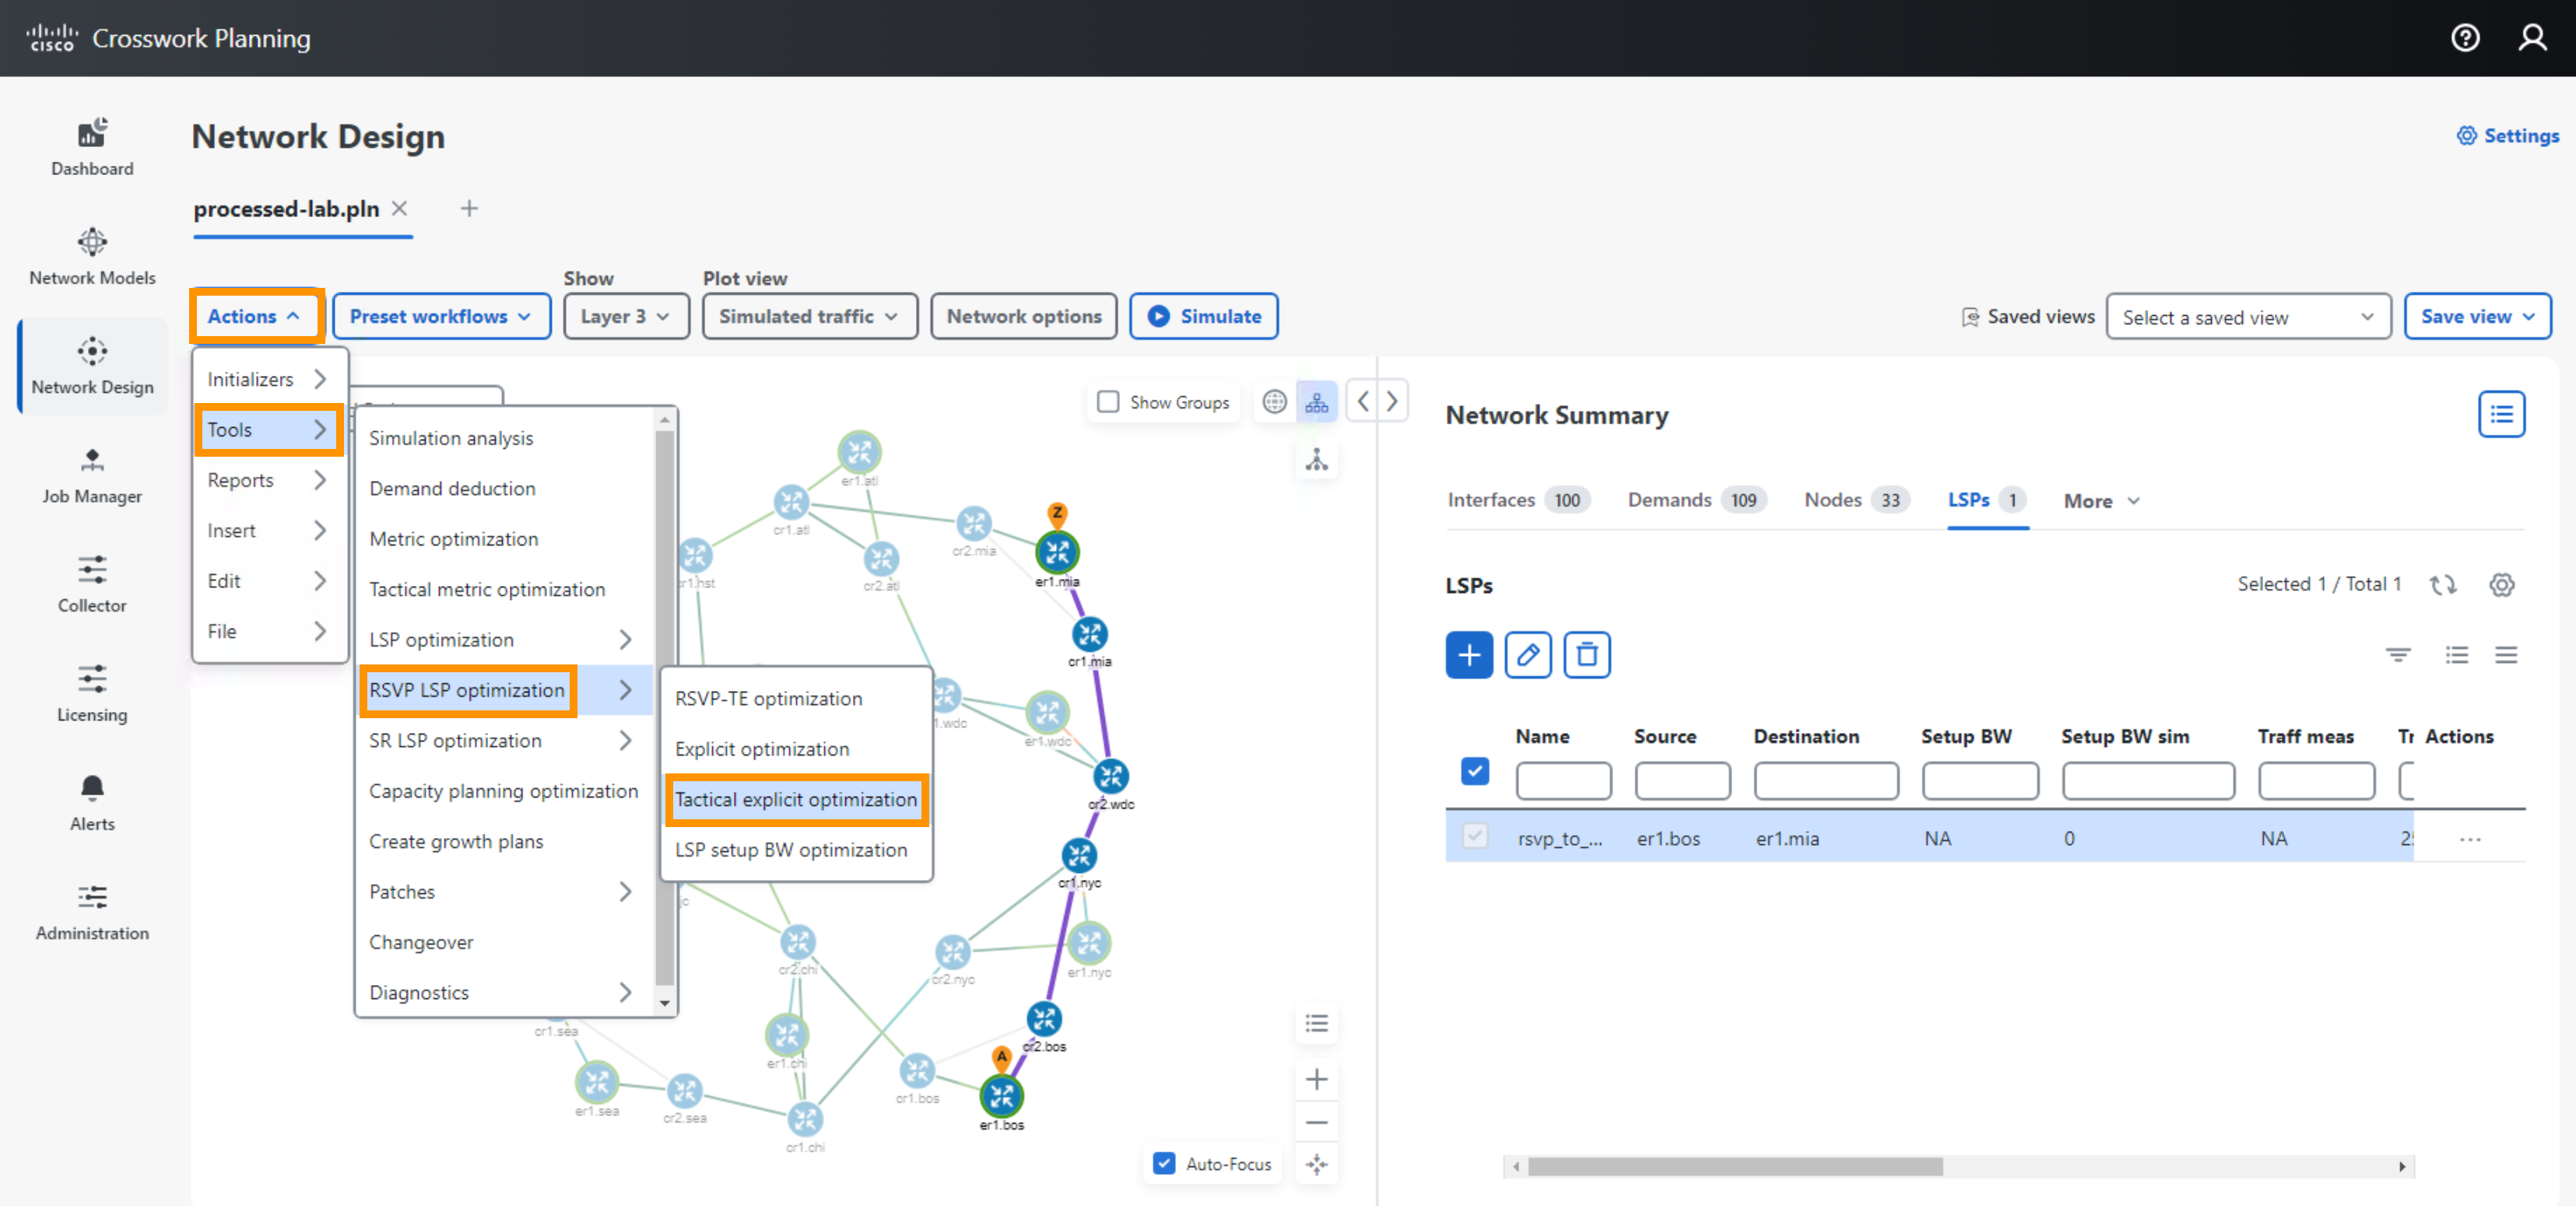 cisco Crosswork Planning
Network Design
Settings
processed-lab.pln
Show
Plot view
Actions
Preset workflows
Layer 3
Simulated traffic
Network options
Simulate
Saved views
Select a saved view
Save view
Dashboard
Network Models
Network Design
Job Manager
Collector
Licensing
Alerts
Administration
Initializers
Tools
Reports
Insert
Edit
File
Simulation analysis
Demand deduction
Metric optimization
Tactical metric optimization
LSP optimization
RSVP LSP optimization
SR LSP optimization
Capacity planning optimization
Create growth plans
Patches
Changeover
Diagnostics
RSVP-TE optimization
Explicit optimization
Tactical explicit optimization
LSP setup BW optimization
Show Groups
er1.atl
cr1.atl
cr2.mia
Z
cr2.atl
er1.mia
cr1.mia
er1.wdc
cr2.wdc
cr1.nyc
cr2.chi
cr2.nyc
er1.nyc
cr1.sea
cr2.bos
er1.chi
A
er1.sea
cr2.sea
cr1.bos
er1.bos
cr1.chi
Auto-Focus
Network Summary
Interfaces 100
Demands 109
Nodes 33
LSPs 1
More
LSPs
Selected 1 / Total 1
Name Source Destination Setup BW Setup BW sim Traff meas Tr Actions
rsvp_to_... er1.bos er1.mia NA 0 NA